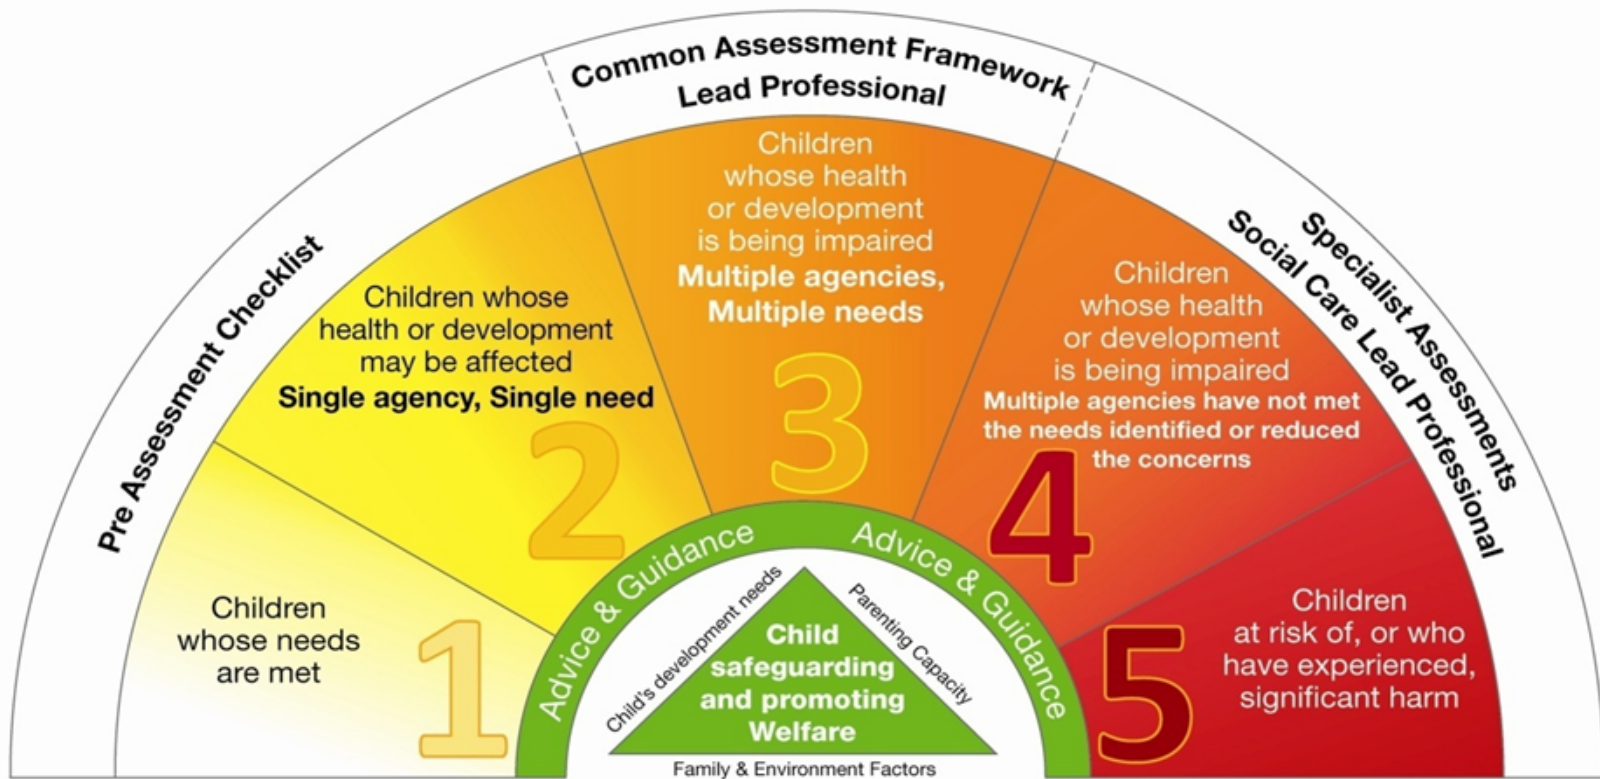 Common Assessment Framework
Lead Professional
Pre Assessment Checklist
Specialist Assessments
Social Care Lead Professional
Children
whose needs
are met
1
Children whose
health or development
may be affected
Single agency, Single need
2
Children
whose health
or development
is being impaired
Multiple agencies,
Multiple needs
3
Children
whose health
or development
is being impaired
Multiple agencies have not met
the needs identified or reduced
the concerns
4
Children
at risk of, or who
have experienced,
significant harm
5
Advice & Guidance
Advice & Guidance
Child's development needs
Parenting Capacity
Child
safeguarding
and promoting
Welfare
Family & Environment Factors